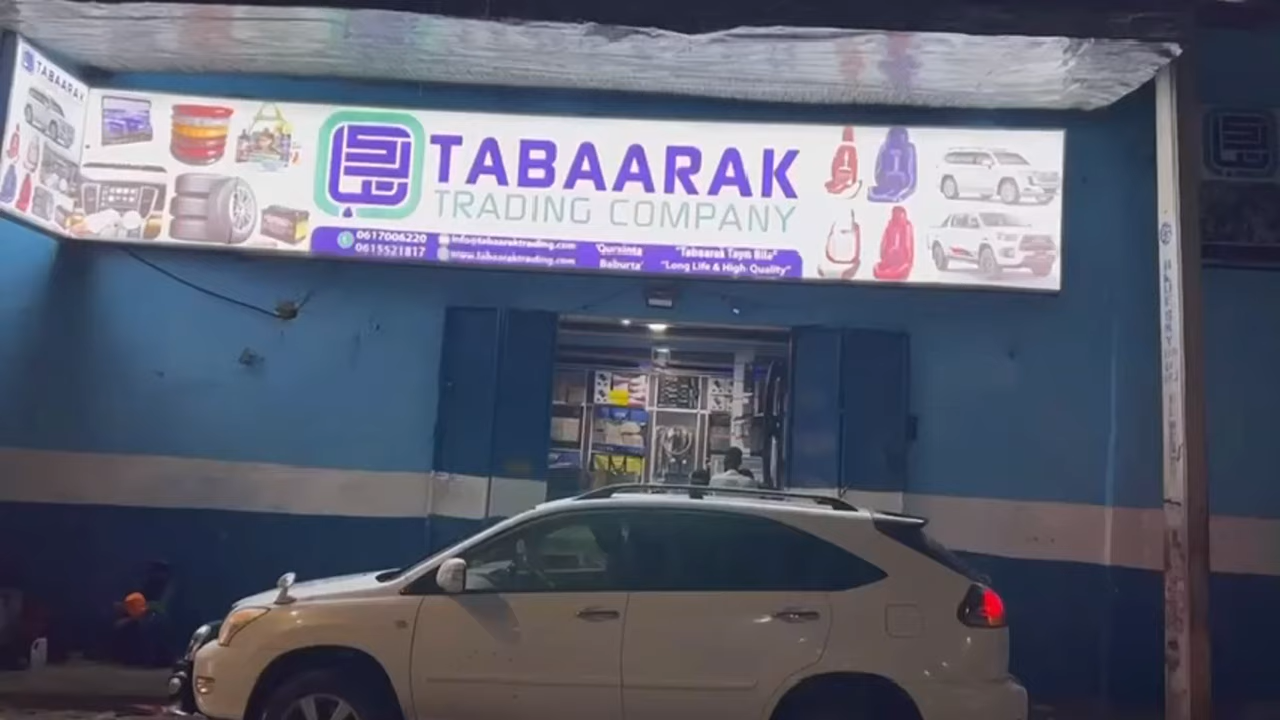 TABAARAK
TABAARAK
TRADING COMPANY
0617006220
0615521817
info@tabaaraktrading.com
www.tabaaraktrading.com
'Qurxinta
Baburta'
"Tabaarak Tayo Bila"
"Long Life & High Quality"